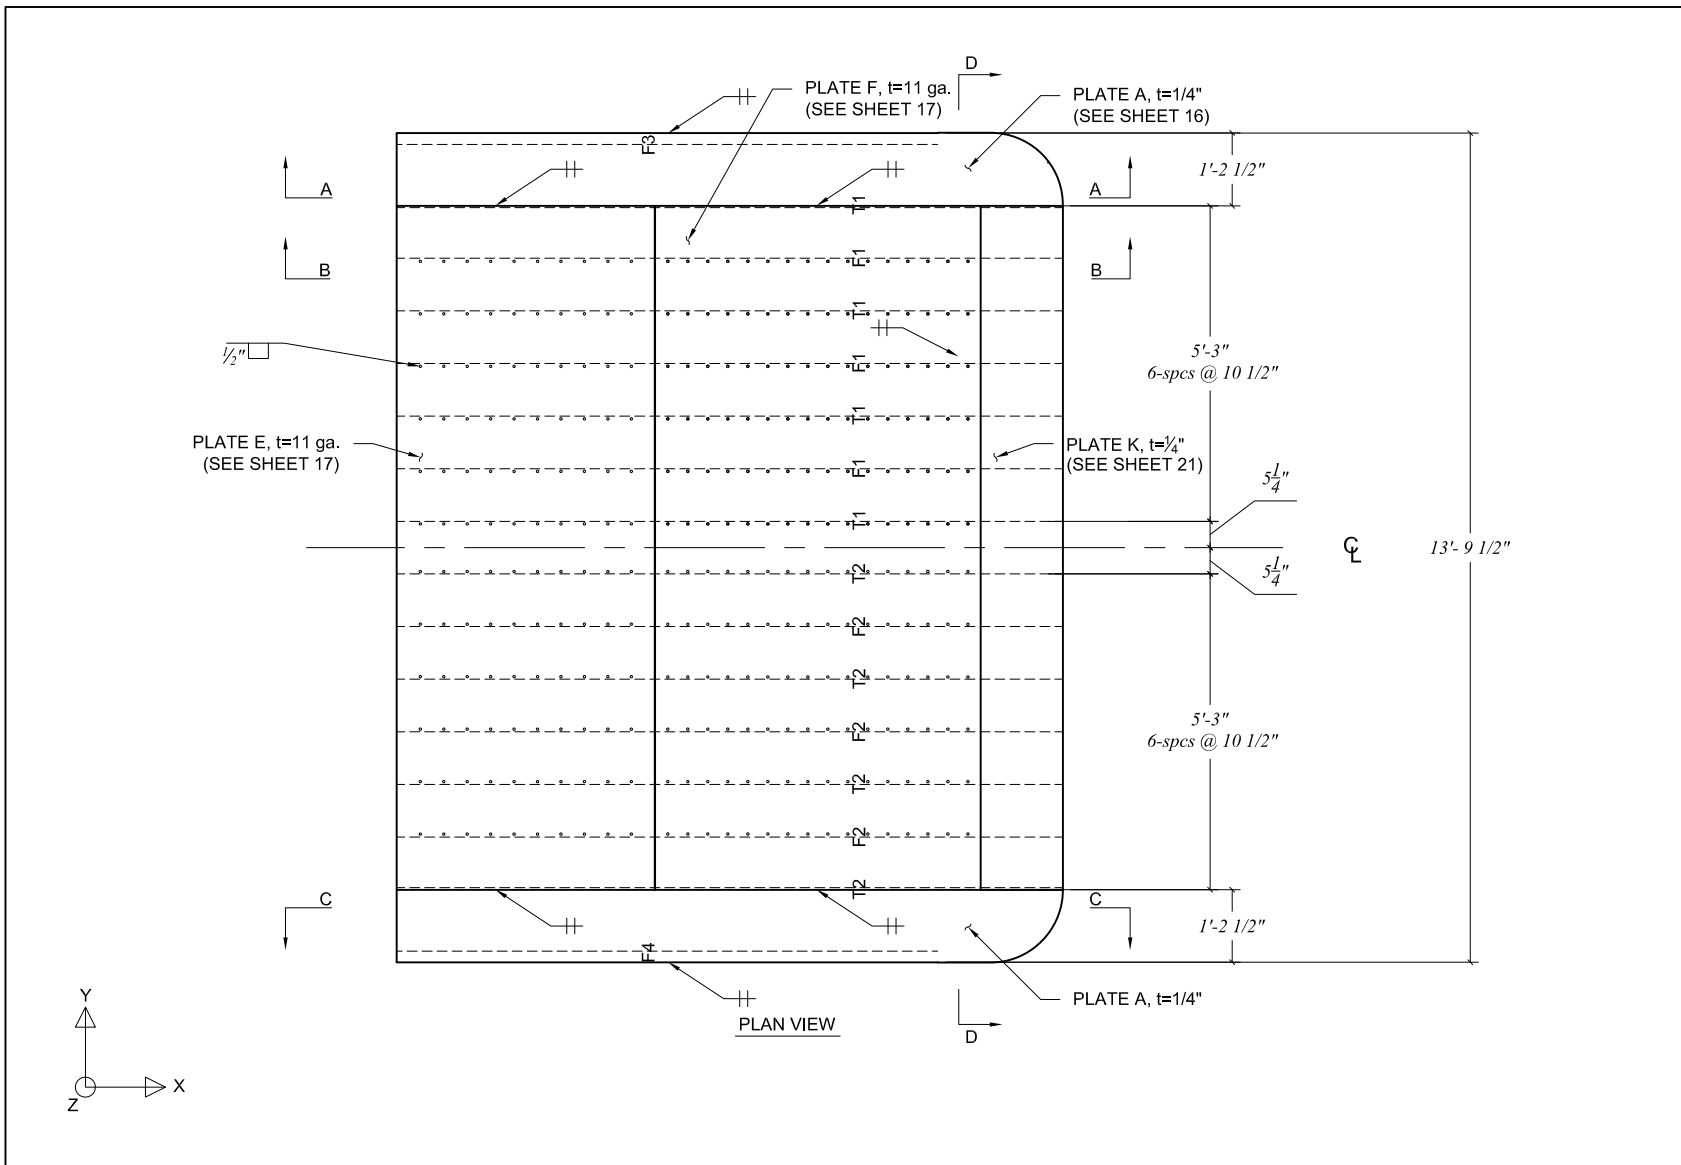 D
PLATE F, t=11 ga.
(SEE SHEET 17)
PLATE A, t=1/4"
(SEE SHEET 16)
F3
1'-2 1/2"
A
A
T1
B
F1
B
T1
1/2"
F1
5'-3"
6-spcs @ 10 1/2"
T1
PLATE E, t=11 ga.
(SEE SHEET 17)
PLATE K, t=1/4"
(SEE SHEET 21)
F1
5 1/4"
T1
℄
13'- 9 1/2"
5 1/4"
T2
F2
T2
5'-3"
6-spcs @ 10 1/2"
F2
T2
F2
T2
C
C
1'-2 1/2"
F4
PLATE A, t=1/4"
PLAN VIEW
D
Y
X
Z